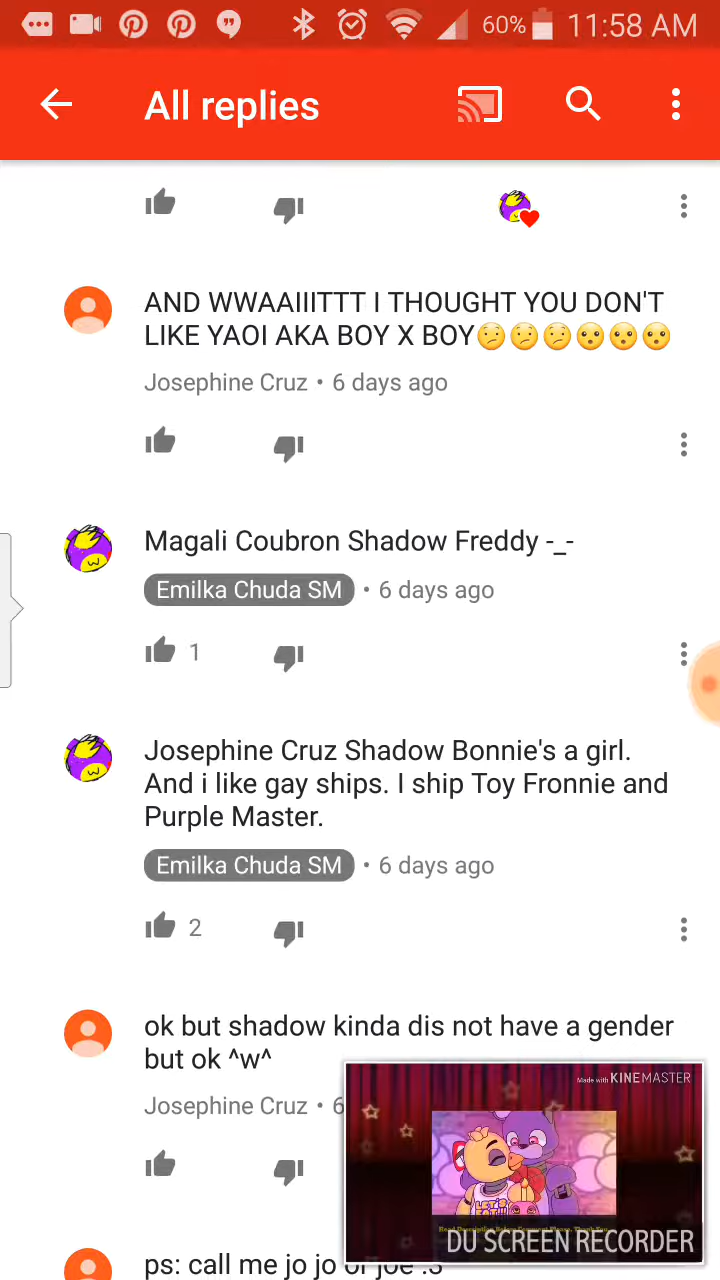 60% 11:58 AM
All replies
AND WWAAIIITTT I THOUGHT YOU DON'T
LIKE YAOI AKA BOY X BOY😕😕😕😯😯😯
Josephine Cruz • 6 days ago
Magali Coubron Shadow Freddy -_-
Emilka Chuda SM • 6 days ago
1
Josephine Cruz Shadow Bonnie's a girl.
And i like gay ships. I ship Toy Fronnie and
Purple Master.
Emilka Chuda SM • 6 days ago
2
ok but shadow kinda dis not have a gender
but ok ^w^
Josephine Cruz • 6
Made with KINEMASTER
LET'S
EAT!!!
DU SCREEN RECORDER
ps: call me jo jo or joe :3